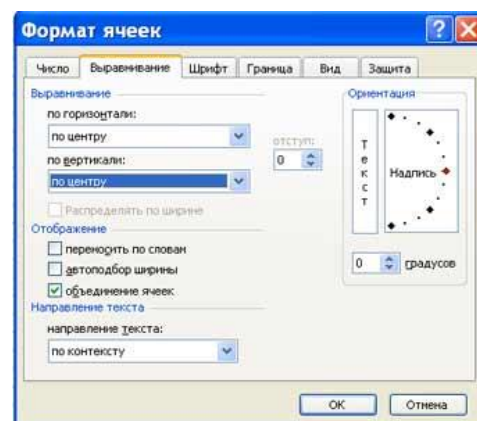 Формат ячеек
Число Выравнивание Шрифт Граница Вид Защита
Выравнивание
по горизонтали:
по центру
отступ:
по вертикали:
0
по центру
Распределять по ширине
Отображение
переносить по словам
автоподбор ширины
объединение ячеек
Направление текста
направление текста:
по контексту
Ориентация
Текст
Надпись
0 градусов
ОК Отмена